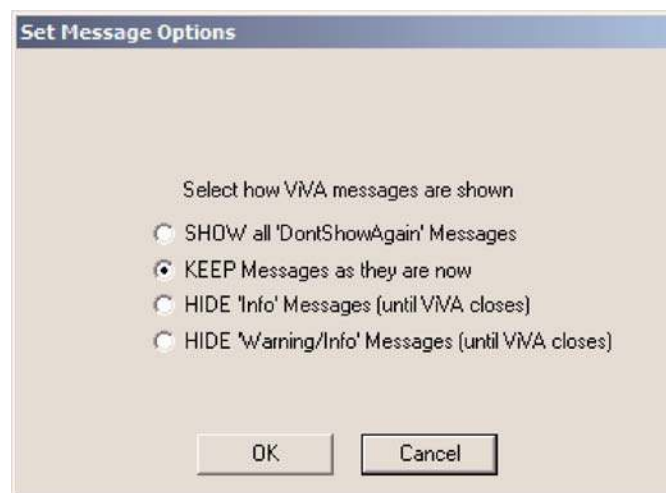 Set Message Options
Select how ViVA messages are shown
SHOW all 'DontShowAgain' Messages
KEEP Messages as they are now
HIDE 'Info' Messages (until ViVA closes)
HIDE 'Warning/Info' Messages (until ViVA closes)
OK Cancel